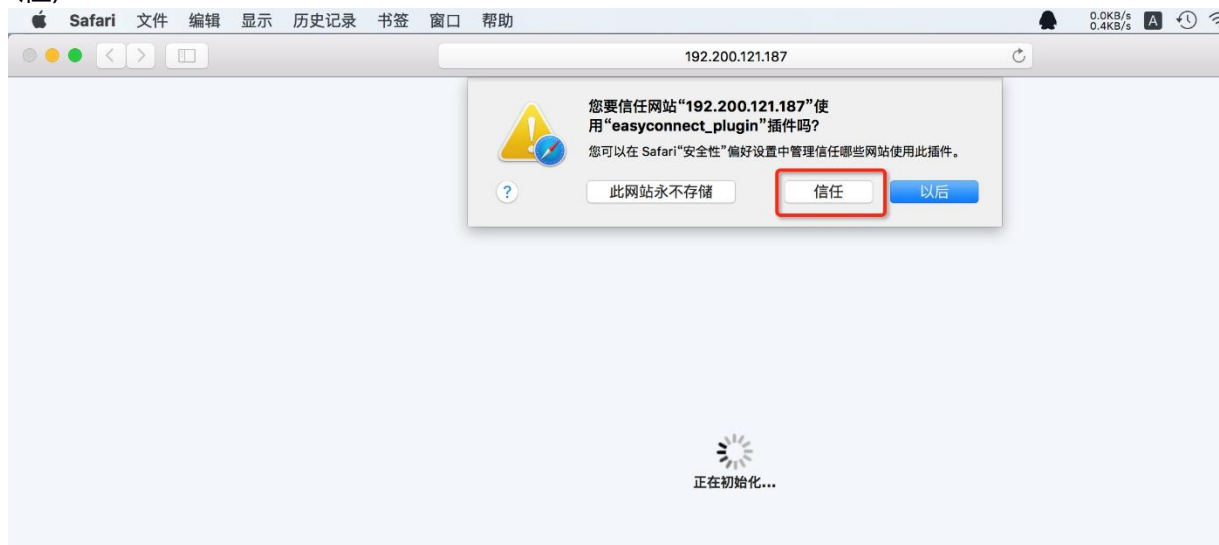 Safari 文件 编辑 显示 历史记录 书签 窗口 帮助 0.0KB/s A
0.4KB/s
192.200.121.187
您要信任网站“192.200.121.187”使
用“easyconnect_plugin”插件吗?
您可以在 Safari“安全性”偏好设置中管理信任哪些网站使用此插件。
? 此网站永不存储 信任 以后
正在初始化...